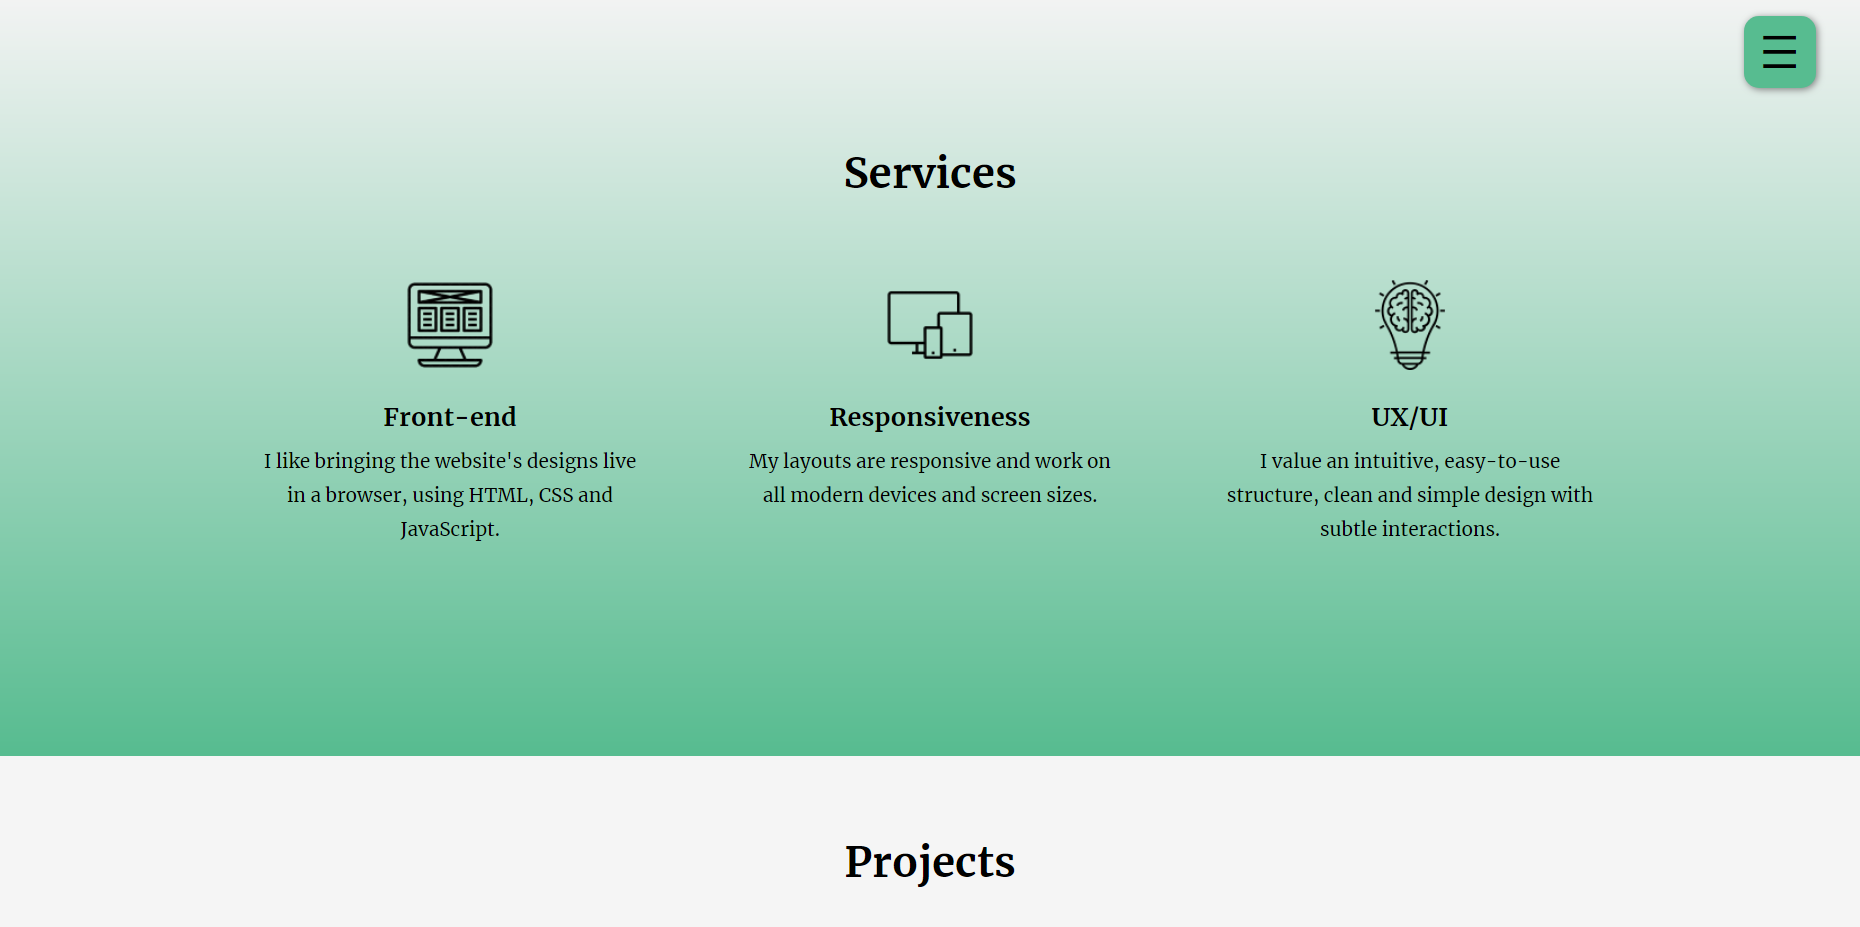 Services
Front-end
I like bringing the website's designs live
in a browser, using HTML, CSS and
JavaScript.
Responsiveness
My layouts are responsive and work on
all modern devices and screen sizes.
UX/UI
I value an intuitive, easy-to-use
structure, clean and simple design with
subtle interactions.
Projects